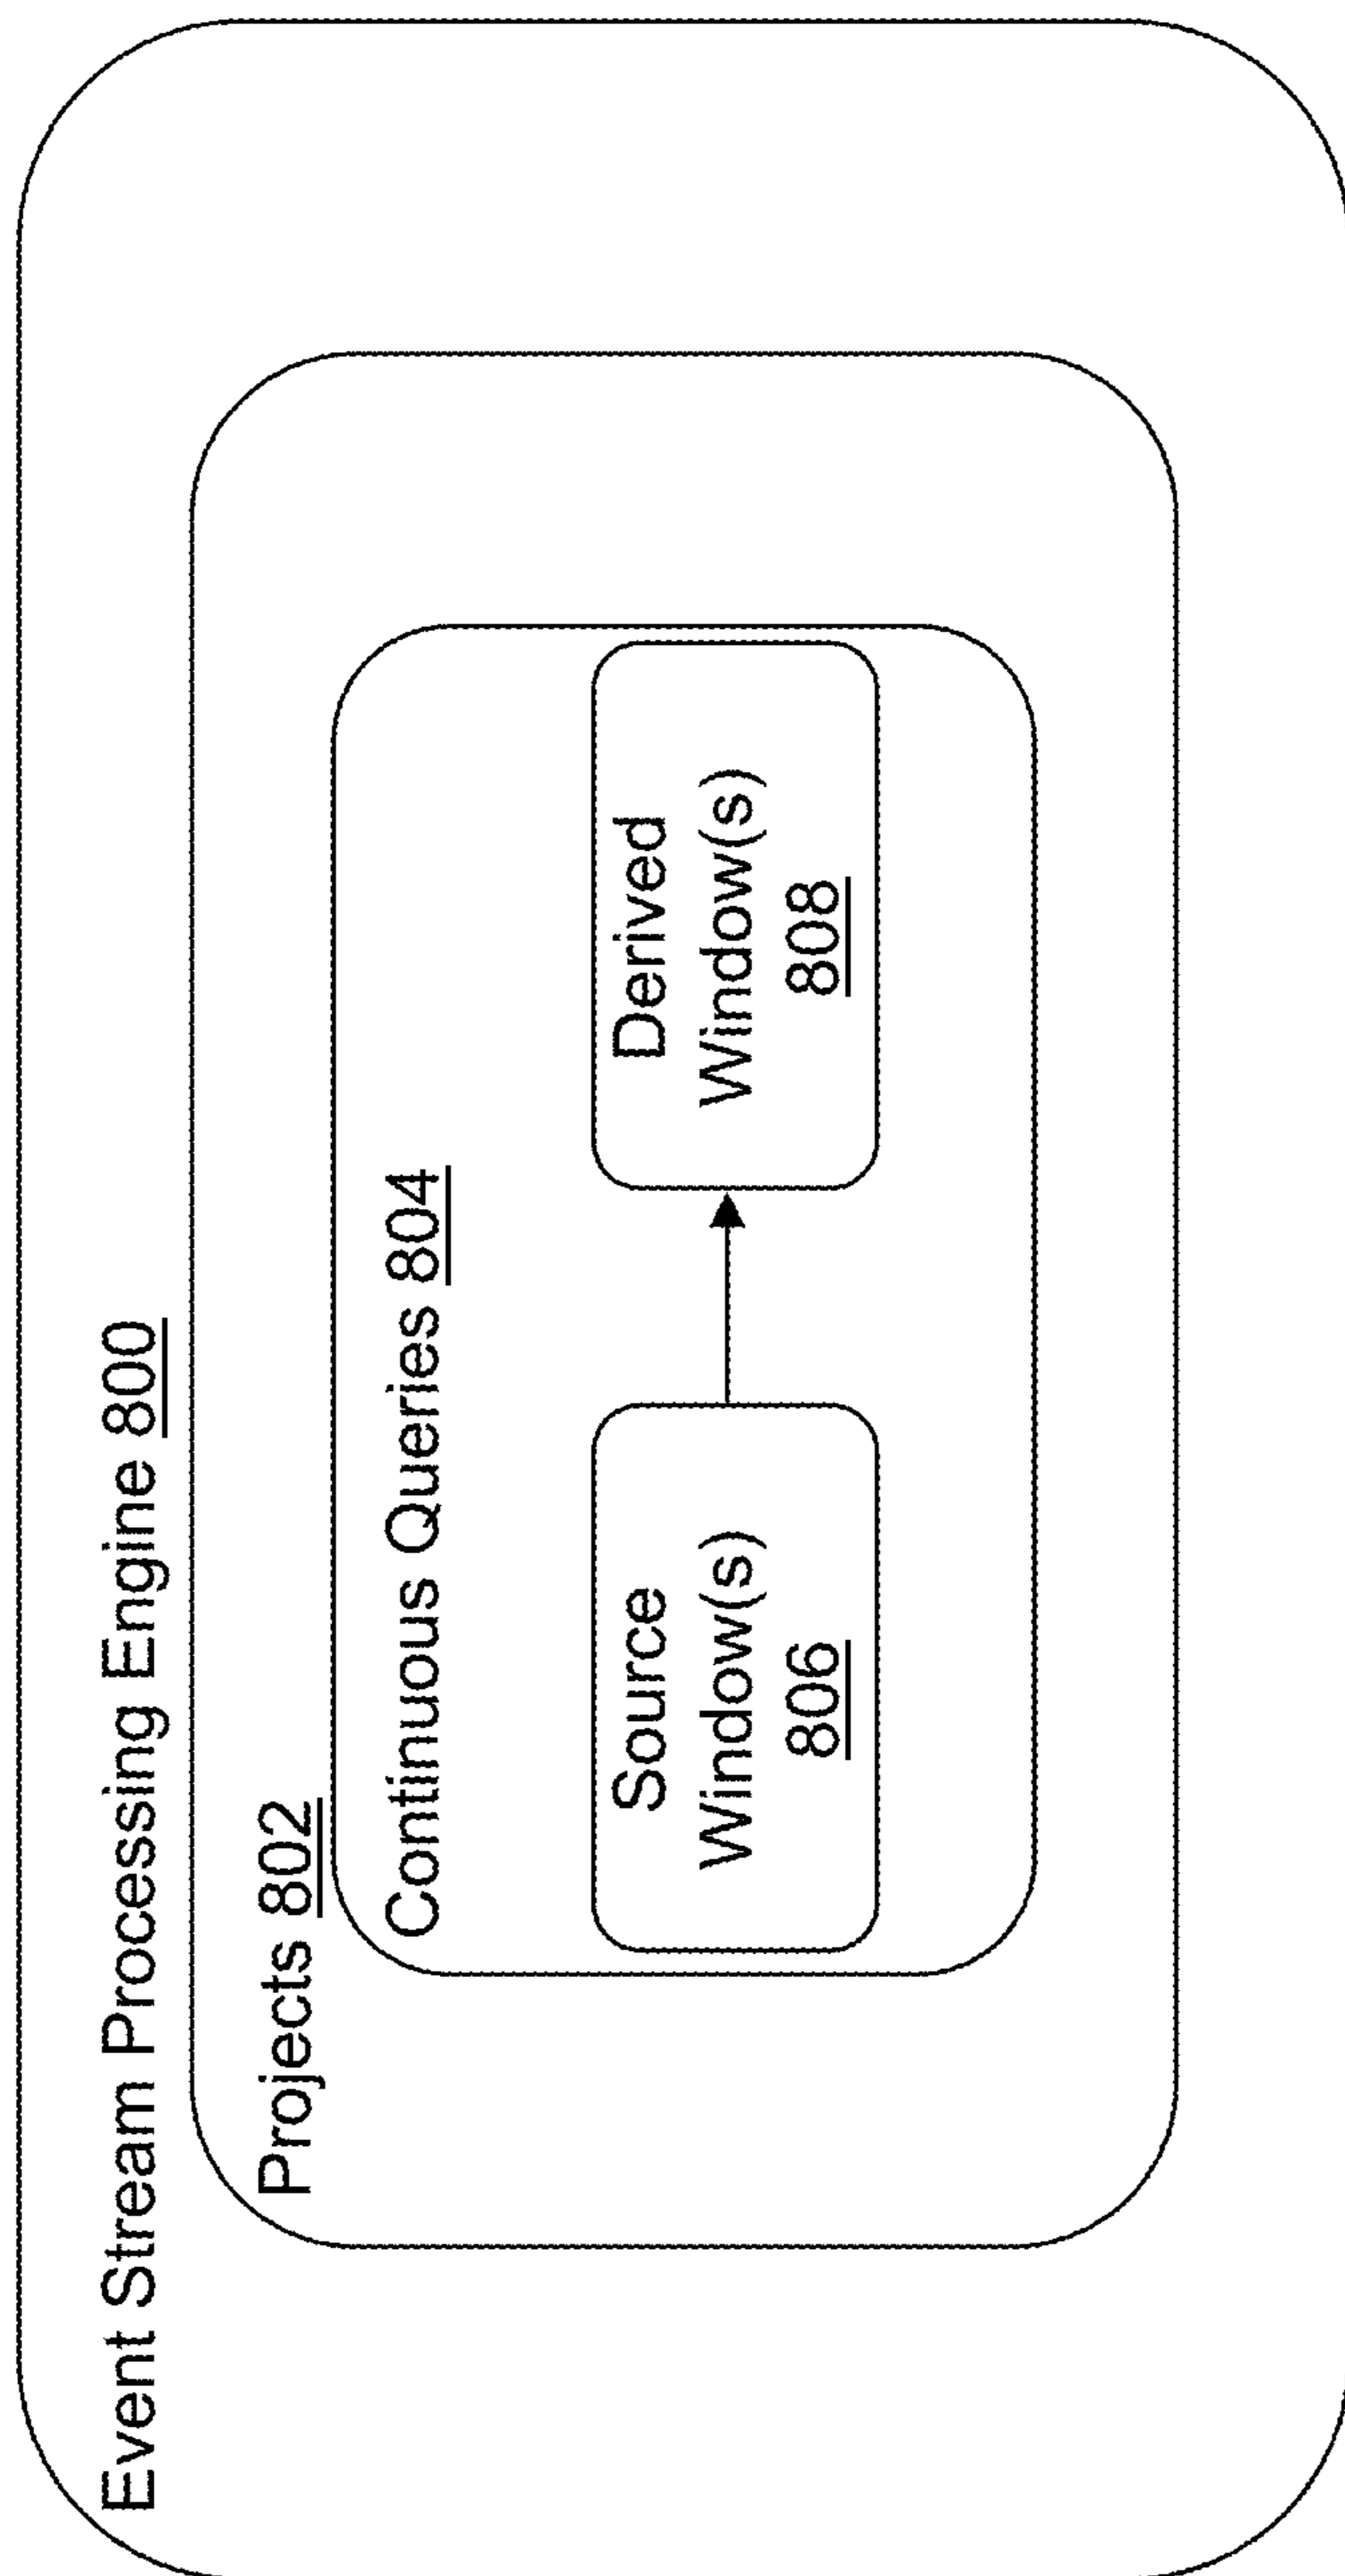 Event Stream Processing Engine 800
Projects 802
Continuous Queries 804
Source
Window(s)
806
Derived
Window(s)
808